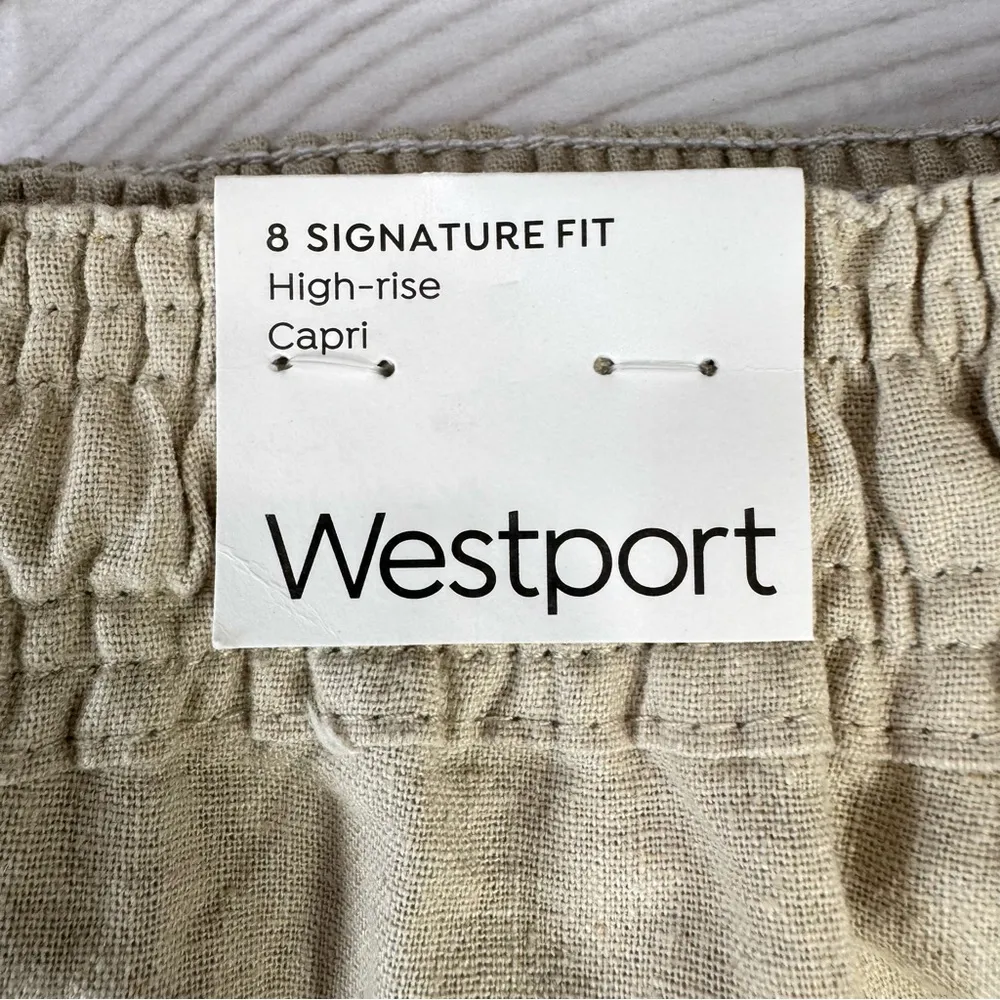 8 SIGNATURE FIT
High-rise
Capri
Westport